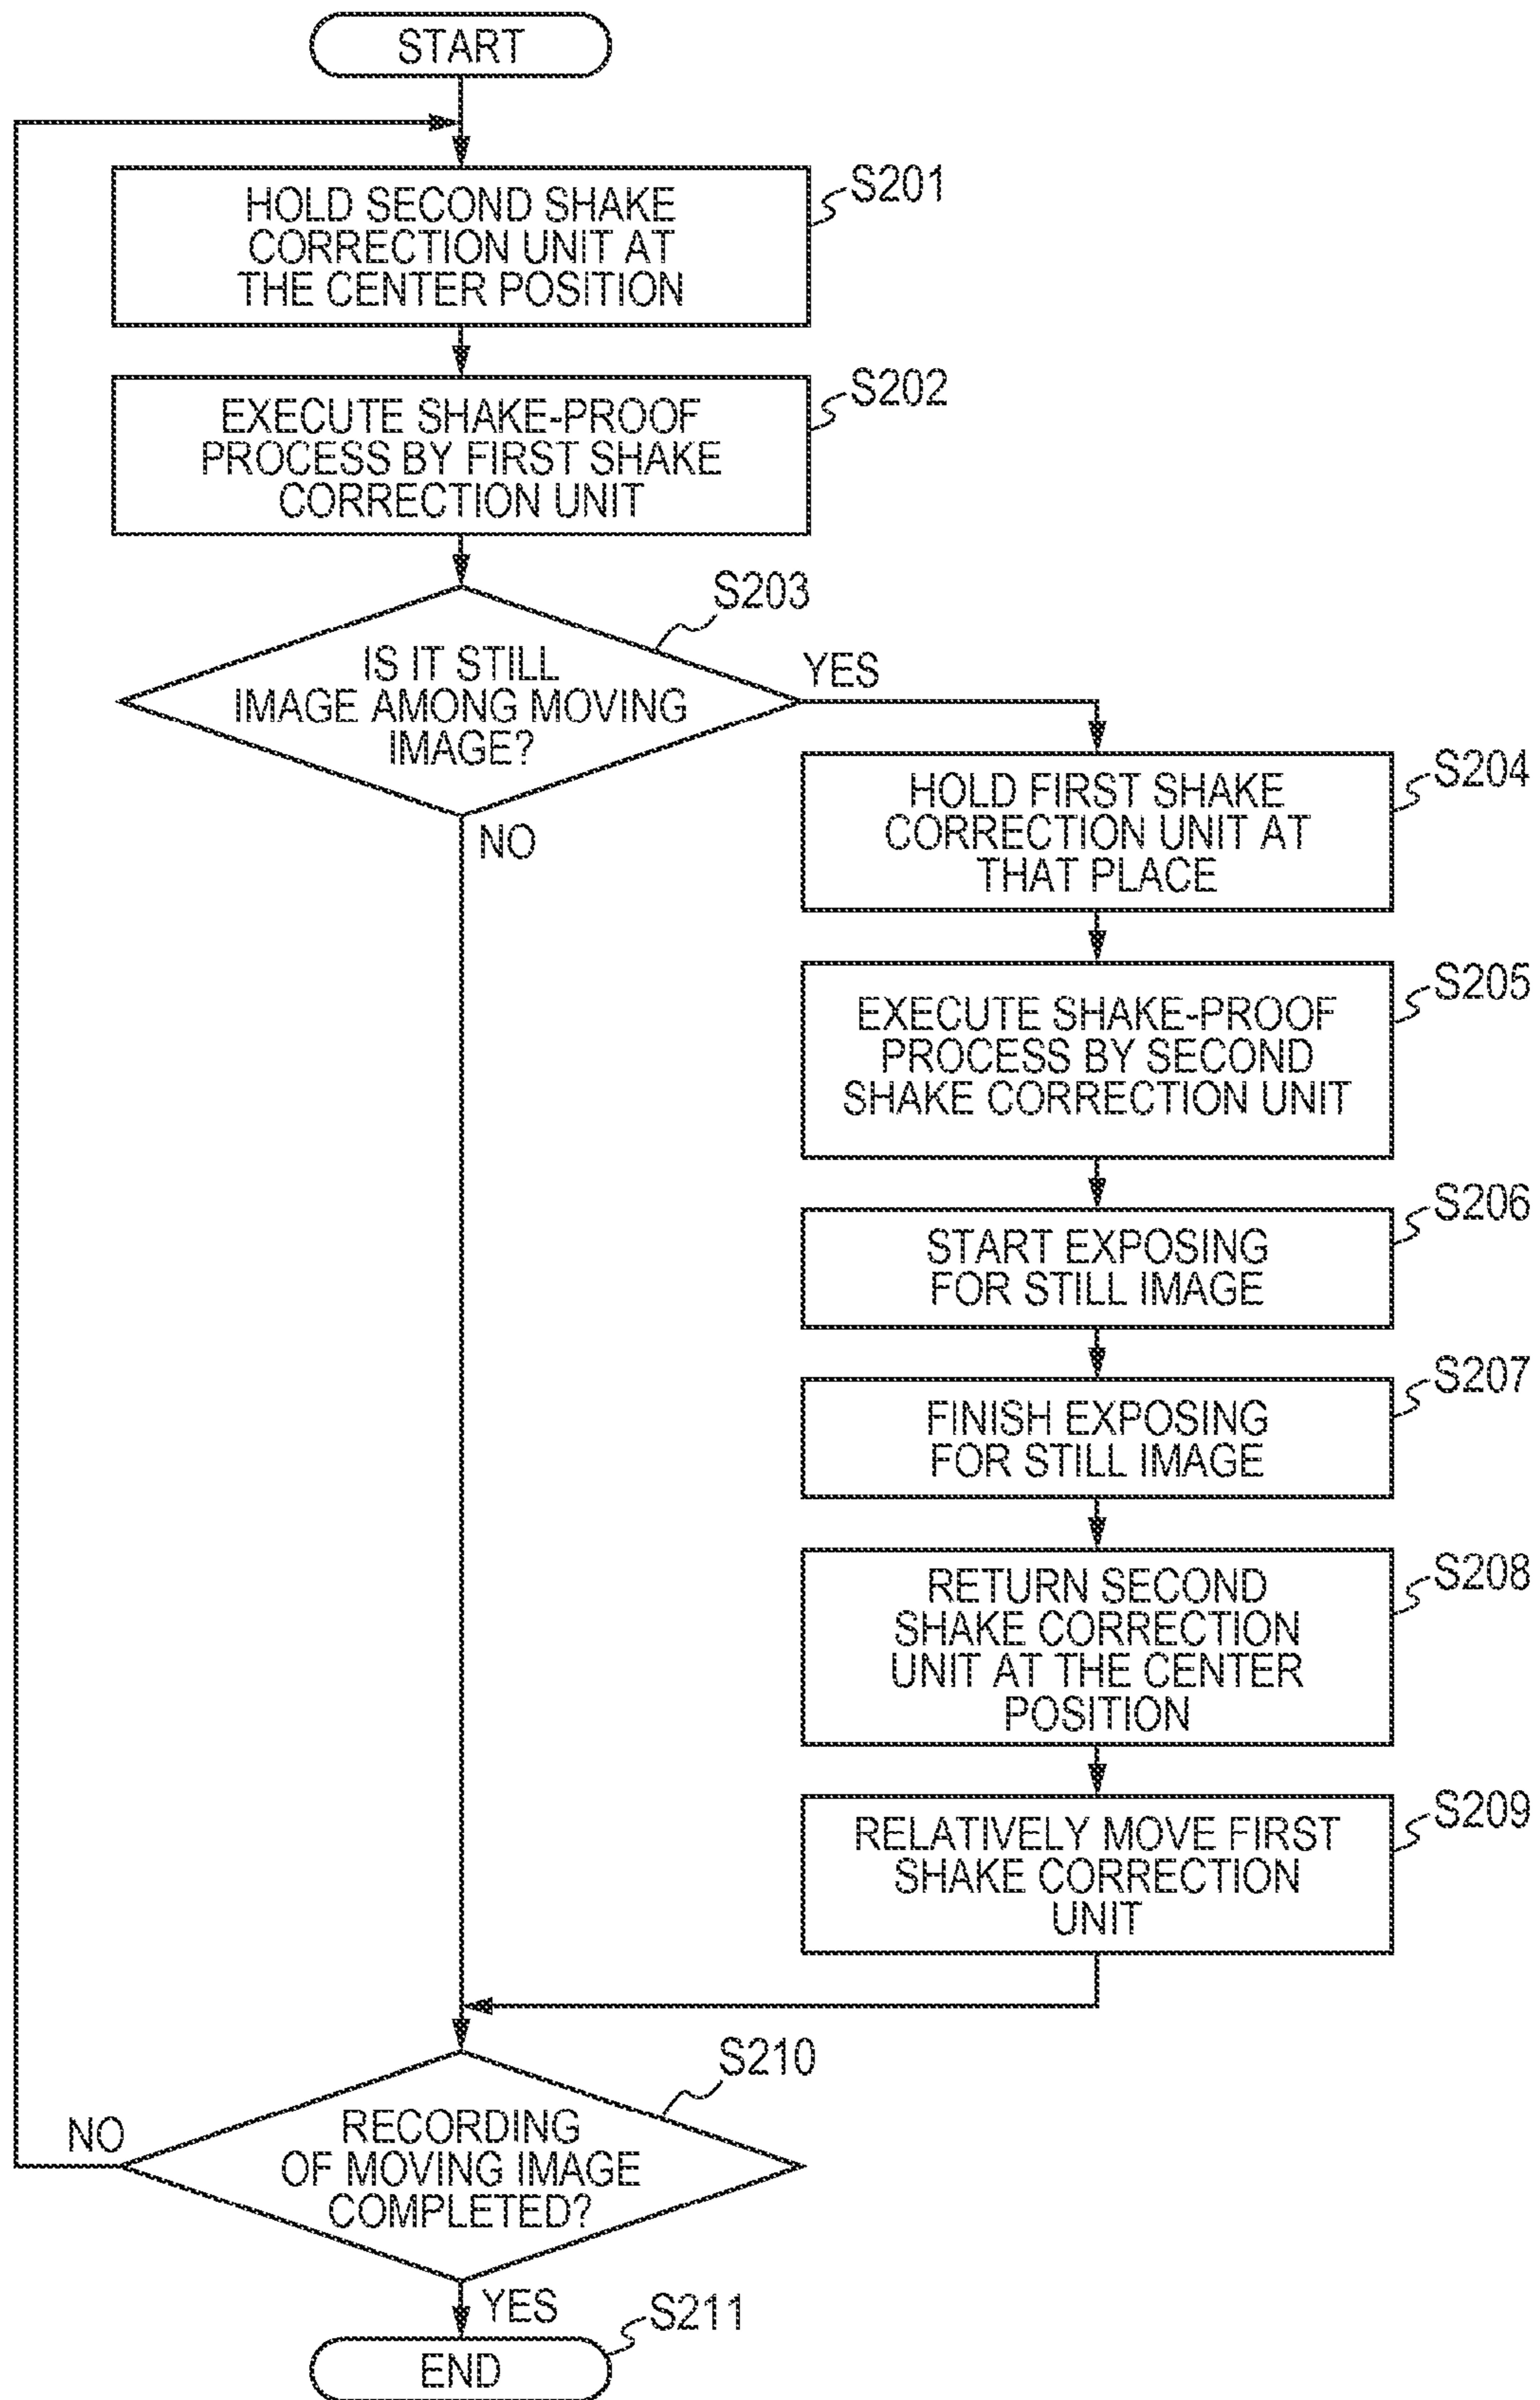 START
HOLD SECOND SHAKE
CORRECTION UNIT AT
THE CENTER POSITION
S201
EXECUTE SHAKE-PROOF
PROCESS BY FIRST SHAKE
CORRECTION UNIT
S202
IS IT STILL
IMAGE AMONG MOVING
IMAGE?
S203
YES
NO
HOLD FIRST SHAKE
CORRECTION UNIT AT
THAT PLACE
S204
EXECUTE SHAKE-PROOF
PROCESS BY SECOND
SHAKE CORRECTION UNIT
S205
START EXPOSING
FOR STILL IMAGE
S206
FINISH EXPOSING
FOR STILL IMAGE
S207
RETURN SECOND
SHAKE CORRECTION
UNIT AT THE CENTER
POSITION
S208
RELATIVELY MOVE FIRST
SHAKE CORRECTION
UNIT
S209
RECORDING
OF MOVING IMAGE
COMPLETED?
S210
NO
YES
END
S211